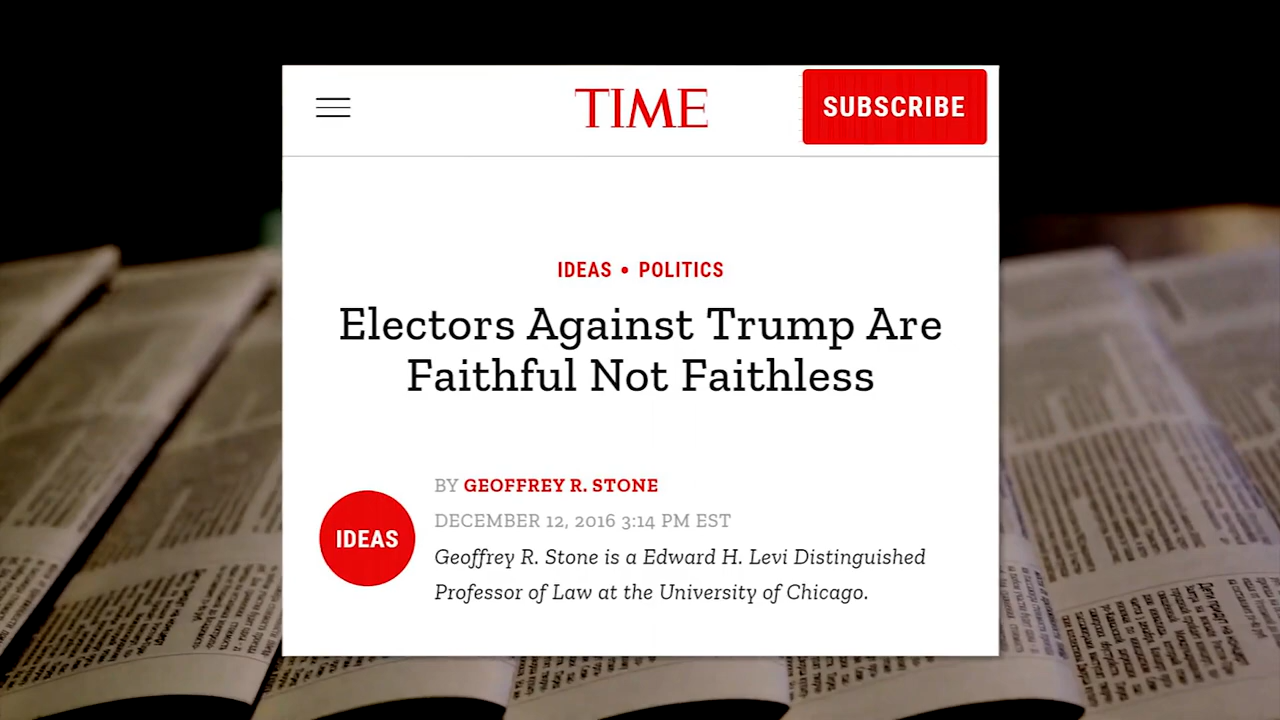 TIME
SUBSCRIBE
IDEAS • POLITICS
Electors Against Trump Are
Faithful Not Faithless
IDEAS
BY GEOFFREY R. STONE
DECEMBER 12, 2016 3:14 PM EST
Geoffrey R. Stone is a Edward H. Levi Distinguished
Professor of Law at the University of Chicago.